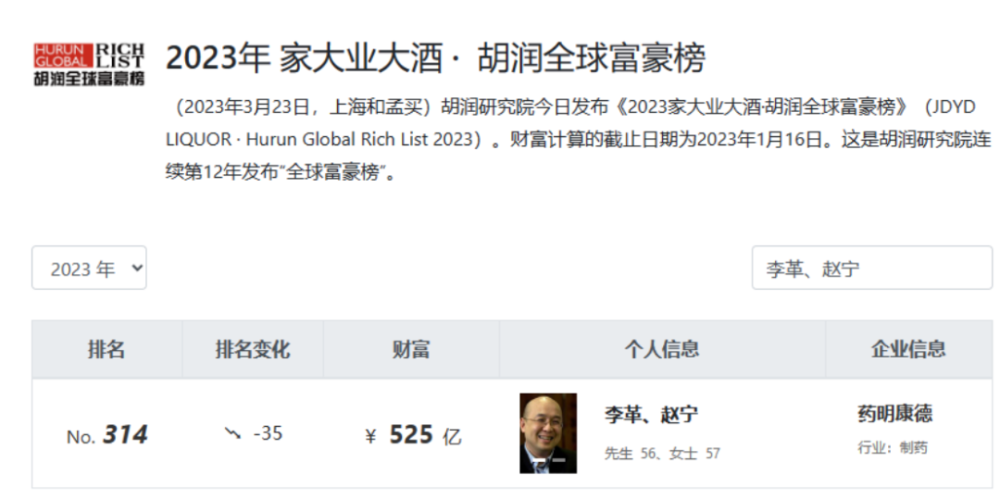 HURUN RICH
GLOBAL LIST
胡润全球富豪榜
2023年 家大业大酒 · 胡润全球富豪榜
（2023年3月23日，上海和孟买）胡润研究院今日发布《2023家大业大酒·胡润全球富豪榜》（JDYD
LIQUOR · Hurun Global Rich List 2023）。财富计算的截止日期为2023年1月16日。这是胡润研究院连
续第12年发布“全球富豪榜”。
2023 年
李革、赵宁
排名 排名变化 财富 个人信息 企业信息
No. 314 -35 ¥ 525 亿 李革、赵宁 药明康德
先生 56、女士 57 行业：制药